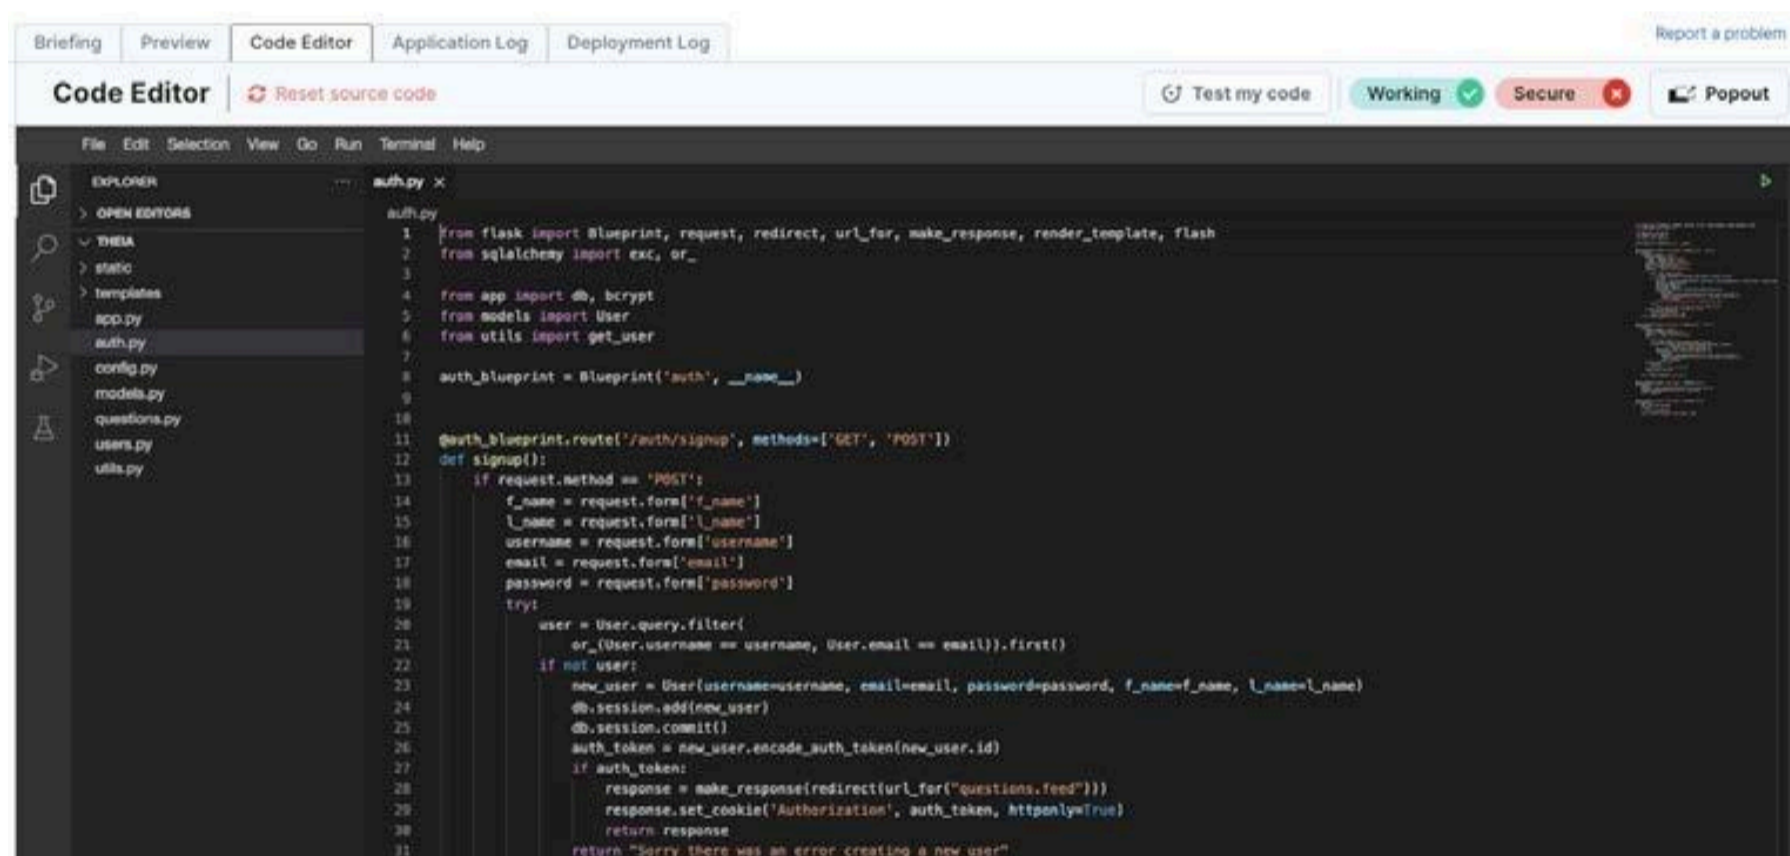 Report a problem
Briefing
Preview
Code Editor
Application Log
Deployment Log
Code Editor
Reset source code
Test my code
Working
Secure
Popout
File Edit Selection View Go Run Terminal Help
EXPLORER
OPEN EDITORS
THEIA
static
templates
app.py
auth.py
config.py
models.py
questions.py
users.py
utils.py
auth.py
auth.py
1 from flask import Blueprint, request, redirect, url_for, make_response, render_template, flash
2 from sqlalchemy import exc, or_
3
4 from app import db, bcrypt
5 from models import User
6 from utils import get_user
7
8 auth_blueprint = Blueprint('auth', __name__)
9
10
11 @auth_blueprint.route('/auth/signup', methods=['GET', 'POST'])
12 def signup():
13 if request.method == 'POST':
14 f_name = request.form['f_name']
15 l_name = request.form['l_name']
16 username = request.form['username']
17 email = request.form['email']
18 password = request.form['password']
19 try:
20 user = User.query.filter(
21 or_(User.username == username, User.email == email)).first()
22 if not user:
23 new_user = User(username=username, email=email, password=password, f_name=f_name, l_name=l_name)
24 db.session.add(new_user)
25 db.session.commit()
26 auth_token = new_user.encode_auth_token(new_user.id)
27 if auth_token:
28 response = make_response(redirect(url_for("questions.feed")))
29 response.set_cookie('Authorization', auth_token, httponly=True)
30 return response
31 return "Sorry there was an error creating a new user"